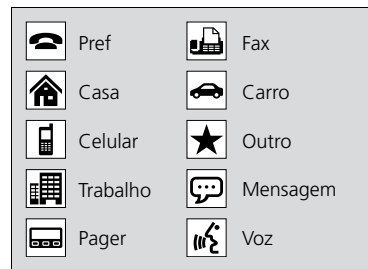 Pref
Fax
Casa
Carro
Celular
Outro
Trabalho
Mensagem
Pager
Voz